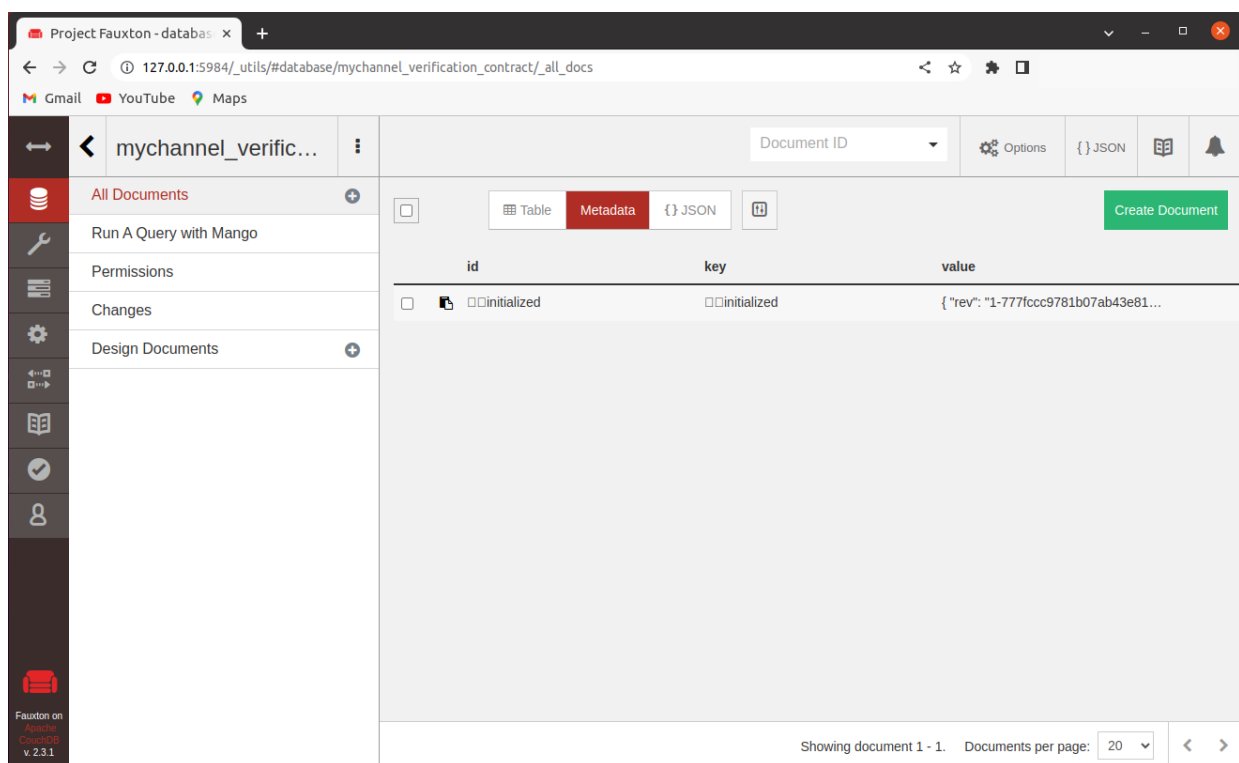 Project Fauxton - databas
127.0.0.1:5984/_utils/#database/mychannel_verification_contract/_all_docs
Gmail YouTube Maps
mychannel_verific...
Document ID
Options
{ } JSON
All Documents
Run A Query with Mango
Permissions
Changes
Design Documents
Table Metadata {} JSON
Create Document
id key value
□□initialized □□initialized { "rev": "1-777fccc9781b07ab43e81...
Fauxton on
Apache
CouchDB
v. 2.3.1
Showing document 1 - 1. Documents per page: 20